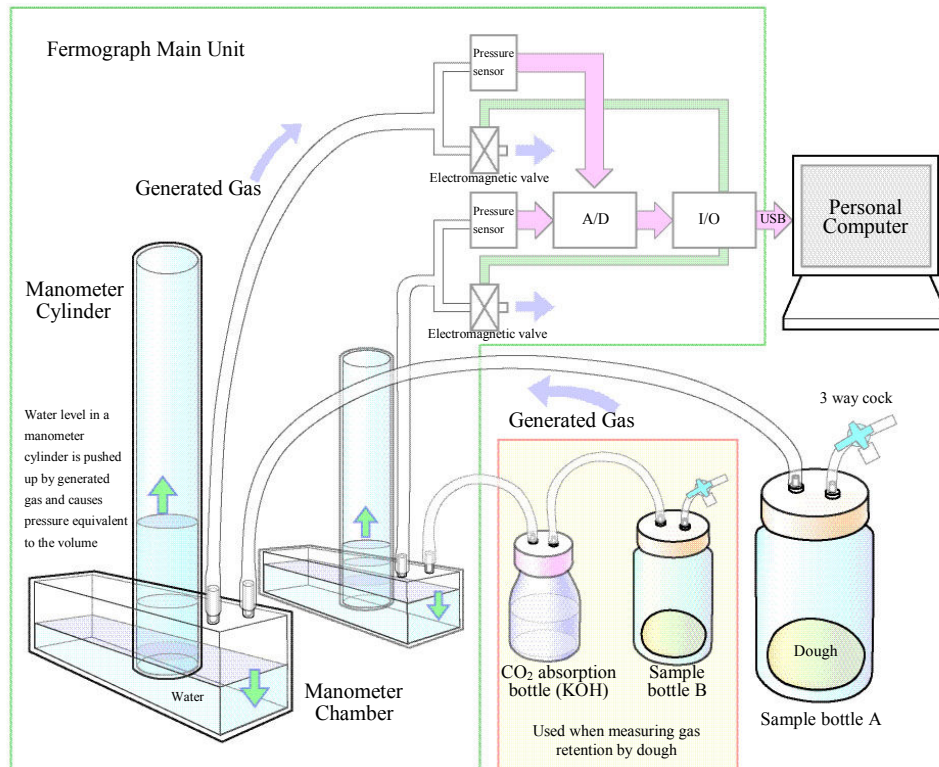 Fermograph Main Unit
Pressure
sensor
Generated Gas
Electromagnetic valve
Pressure
sensor
A/D
I/O
USB
Personal
Computer
Manometer
Cylinder
Electromagnetic valve
Water level in a
manometer
cylinder is pushed
up by generated
gas and causes
pressure equivalent
to the volume
Generated Gas
3 way cock
Water
Manometer
Chamber
CO₂ absorption
bottle (KOH)
Sample
bottle B
Dough
Sample bottle A
Used when measuring gas
retention by dough